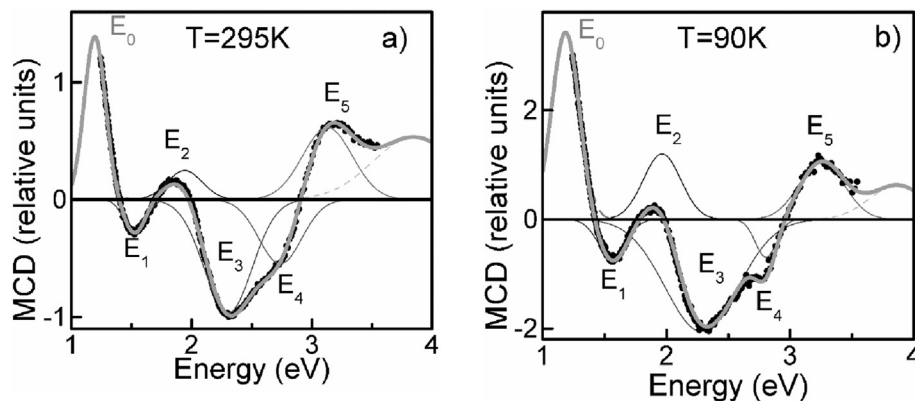 E0
T=295K
a)
1
E5
E2
0
E1
E3
E4
-1
1
2
3
4
MCD (relative units)
Energy (eV)
E0
T=90K
b)
2
E2
E5
0
E1
E3
E4
-2
1
2
3
4
MCD (relative units)
Energy (eV)